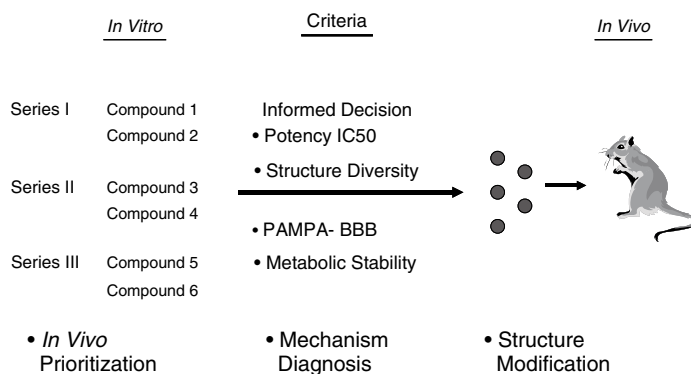 In Vitro Criteria In Vivo
Series I Compound 1 Informed Decision
Compound 2 • Potency IC50
• Structure Diversity
Series II Compound 3
Compound 4
• PAMPA- BBB
Series III Compound 5 • Metabolic Stability
Compound 6
• In Vivo • Mechanism • Structure
Prioritization Diagnosis Modification